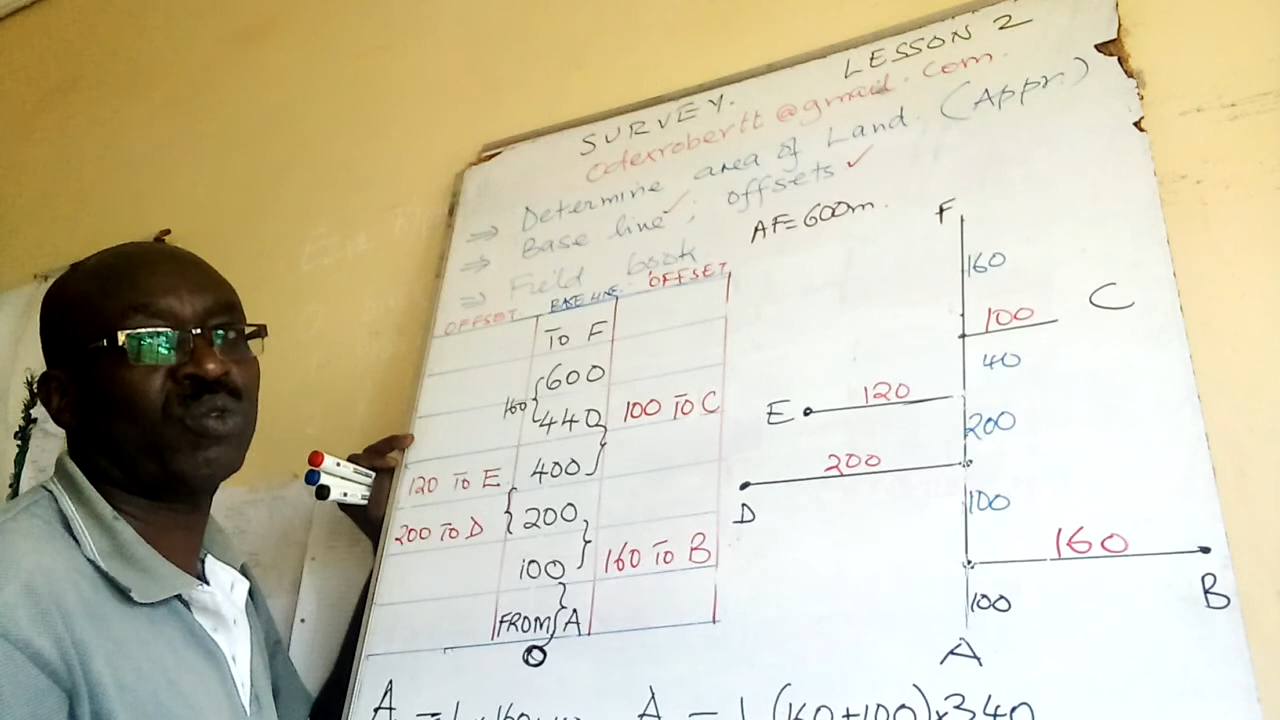 LESSON 2
SURVEY.
odexrobertt@gmail.com.
⇒ Determine area of Land. (Appr.)
⇒ Base line ✓; offsets ✓
⇒ Field book
AF=600m.
OFFSET. BASE LINE. OFFSET.
TO F
600
160 440 100 TO C
120 TO E 400
200 TO D 200
100 160 TO B
FROM A
F
160
100 C
40
E 120
200
200
D
100
160
B
100
A
A = A = 1 (160+100)x340